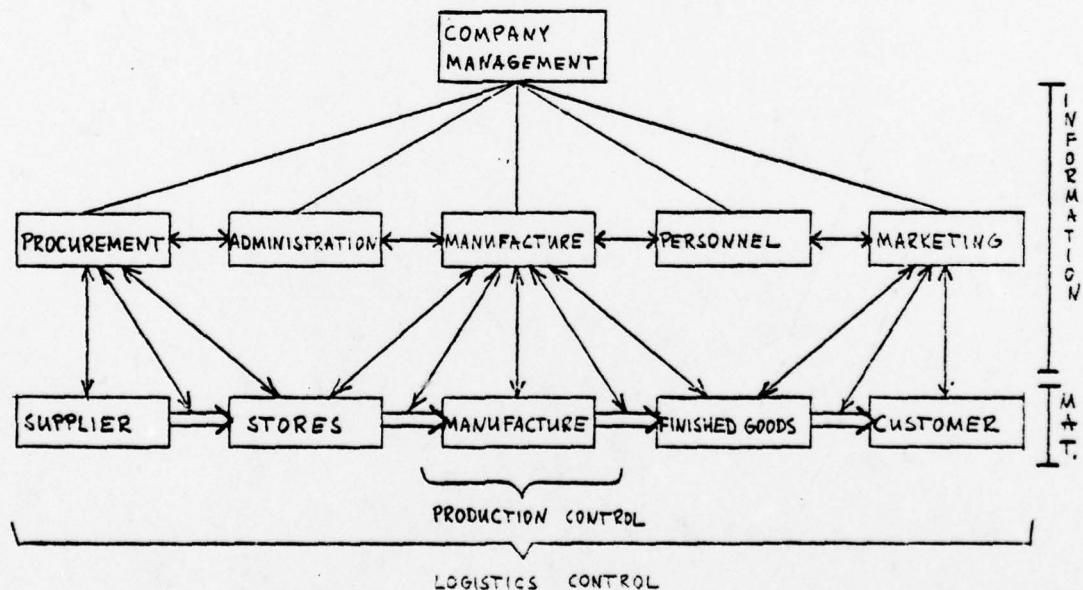 COMPANY
MANAGEMENT
PROCUREMENT
ADMINISTRATION
MANUFACTURE
PERSONNEL
MARKETING
INFORMATION
SUPPLIER
STORES
MANUFACTURE
FINISHED GOODS
CUSTOMER
MAT.
PRODUCTION CONTROL
LOGISTICS CONTROL